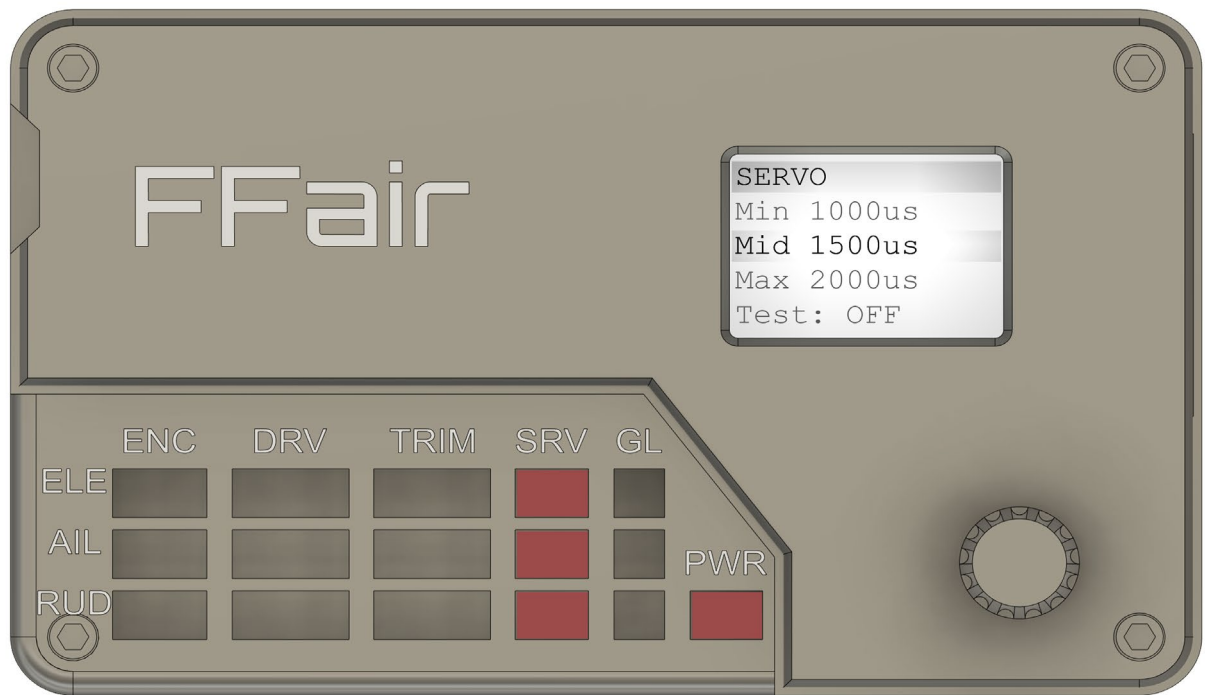 FFair
SERVO
Min 1000us
Mid 1500us
Max 2000us
Test: OFF
ENC DRV TRIM SRV GL
ELE
AIL
PWR
RUD